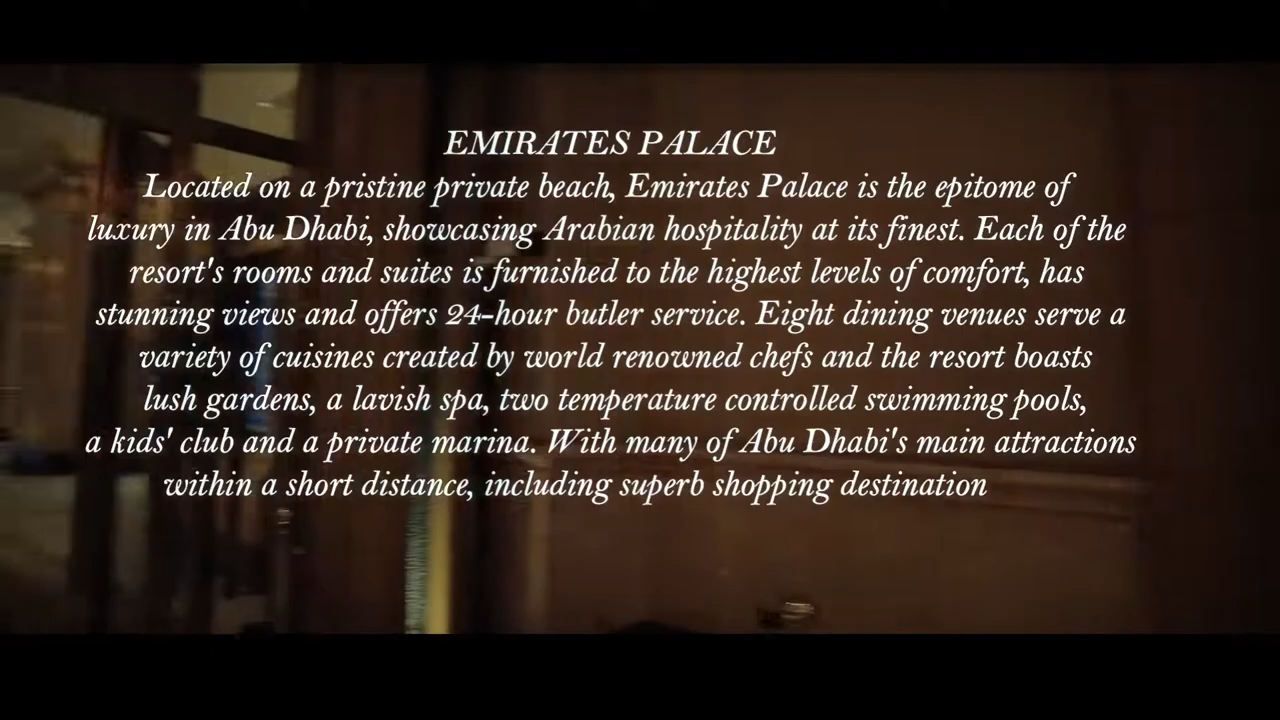 EMIRATES PALACE
Located on a pristine private beach, Emirates Palace is the epitome of
luxury in Abu Dhabi, showcasing Arabian hospitality at its finest. Each of the
resort's rooms and suites is furnished to the highest levels of comfort, has
stunning views and offers 24-hour butler service. Eight dining venues serve a
variety of cuisines created by world renowned chefs and the resort boasts
lush gardens, a lavish spa, two temperature controlled swimming pools,
a kids' club and a private marina. With many of Abu Dhabi's main attractions
within a short distance, including superb shopping destination